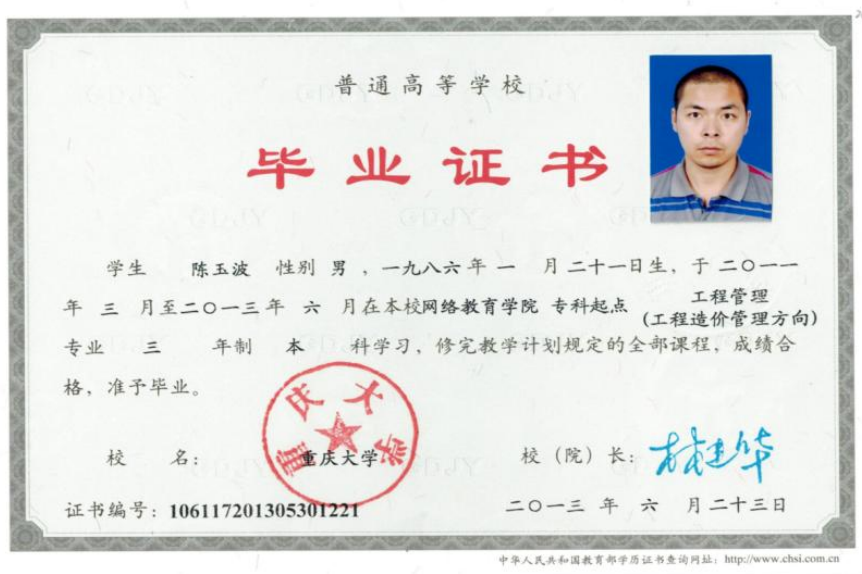 普通高等学校
毕业证书
学生 陈玉波 性别 男 ，一九八六年 一 月二十一日生，于二〇一一
年 三 月至二〇一三年 六 月在本校网络教育学院 专科起点 工程管理
(工程造价管理方向)
专业 三 年制 本 科学习，修完教学计划规定的全部课程，成绩合
格，准予毕业。
重庆大学
校 名： 重庆大学 校（院）长：
证书编号：106117201305301221 二〇一三 年 六 月二十三日
中华人民共和国教育部学历证书查询网址：http://www.chsi.com.cn